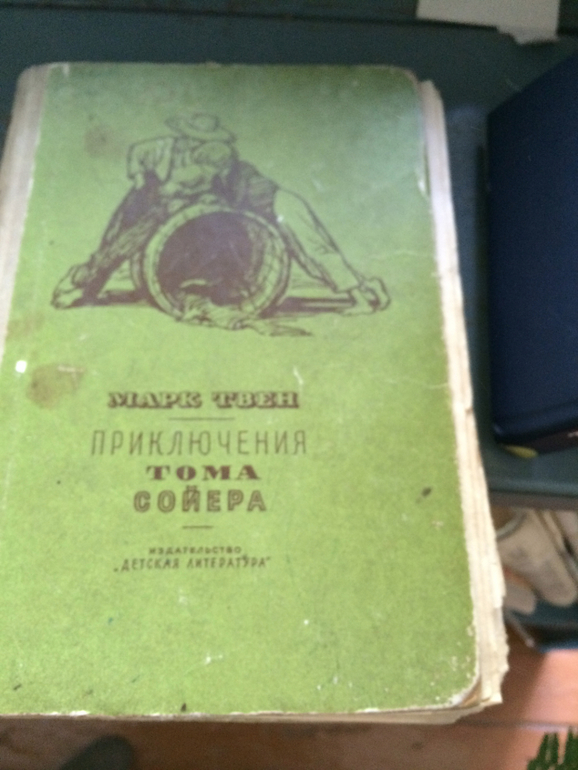 МАРК ТВЕН
ПРИКЛЮЧЕНИЯ
ТОМА
СОЙЕРА
ИЗДАТЕЛЬСТВО
„ДЕТСКАЯ ЛИТЕРАТУРА"